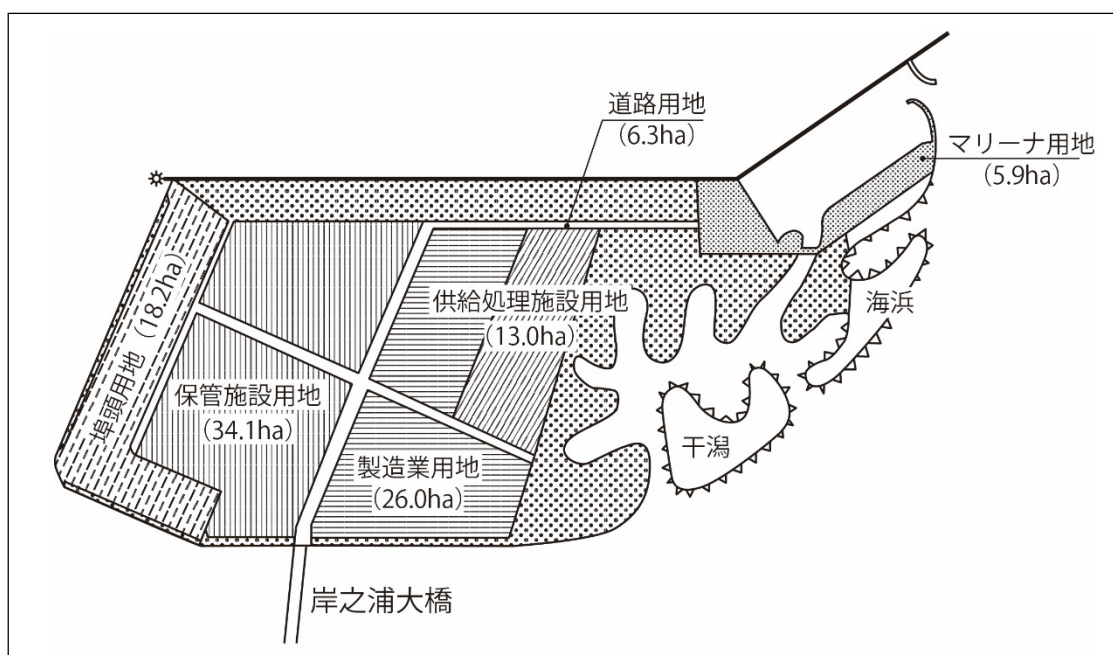 道路用地
(6.3ha)
マリーナ用地
(5.9ha)
埠頭用地(18.2ha)
供給処理施設用地
(13.0ha)
海浜
保管施設用地
(34.1ha)
干潟
製造業用地
(26.0ha)
岸之浦大橋